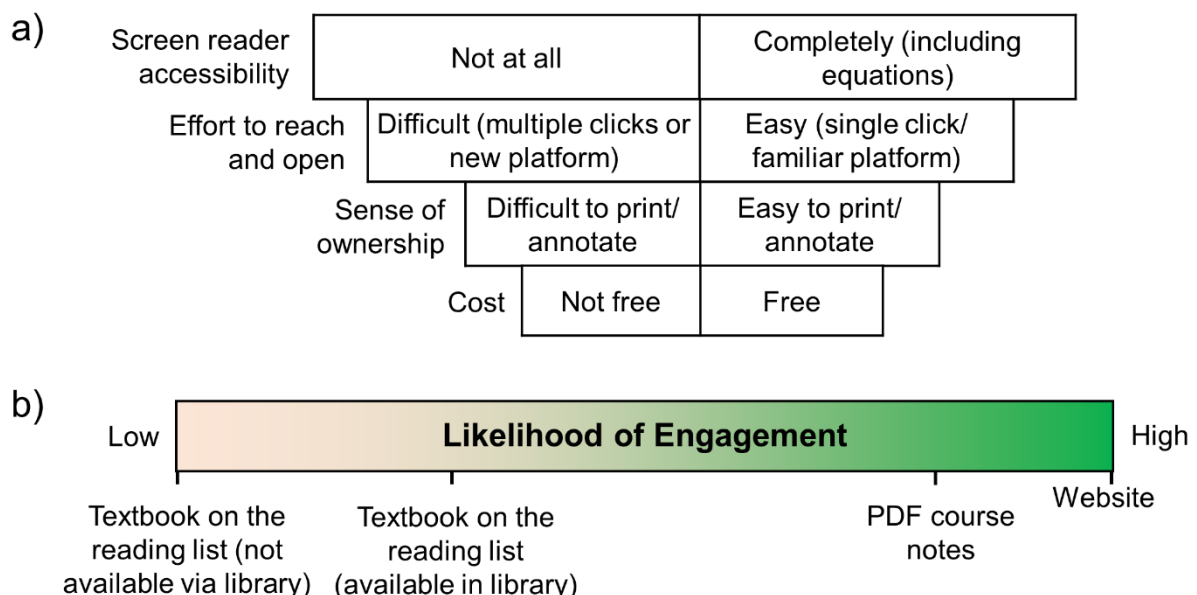 a)
Screen reader
accessibility
Not at all
Completely (including
equations)
Effort to reach
and open
Difficult (multiple clicks or
new platform)
Easy (single click/
familiar platform)
Sense of
ownership
Difficult to print/
annotate
Easy to print/
annotate
Cost
Not free
Free
b)
Low
Likelihood of Engagement
High
Textbook on the
reading list (not
available via library)
Textbook on the
reading list
(available in library)
PDF course
notes
Website